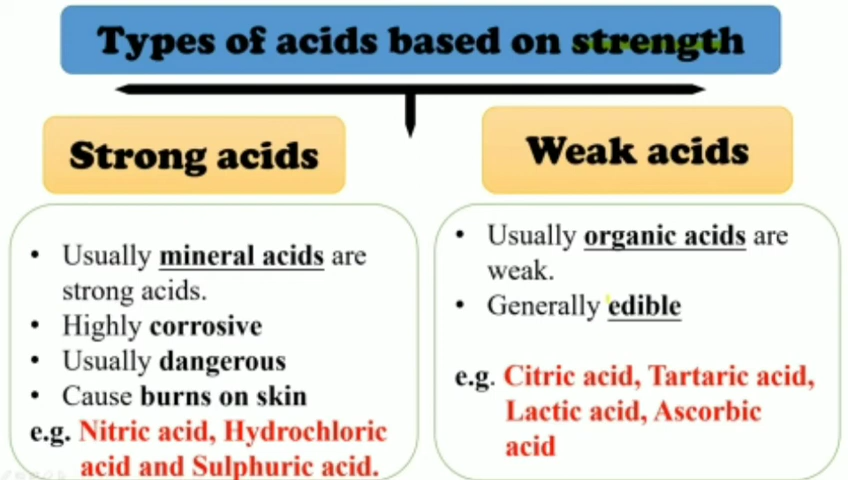 Types of acids based on strength
Strong acids
• Usually mineral acids are
strong acids.
• Highly corrosive
• Usually dangerous
• Cause burns on skin
e.g. Nitric acid, Hydrochloric
acid and Sulphuric acid.
Weak acids
• Usually organic acids are
weak.
• Generally edible
e.g. Citric acid, Tartaric acid,
Lactic acid, Ascorbic
acid